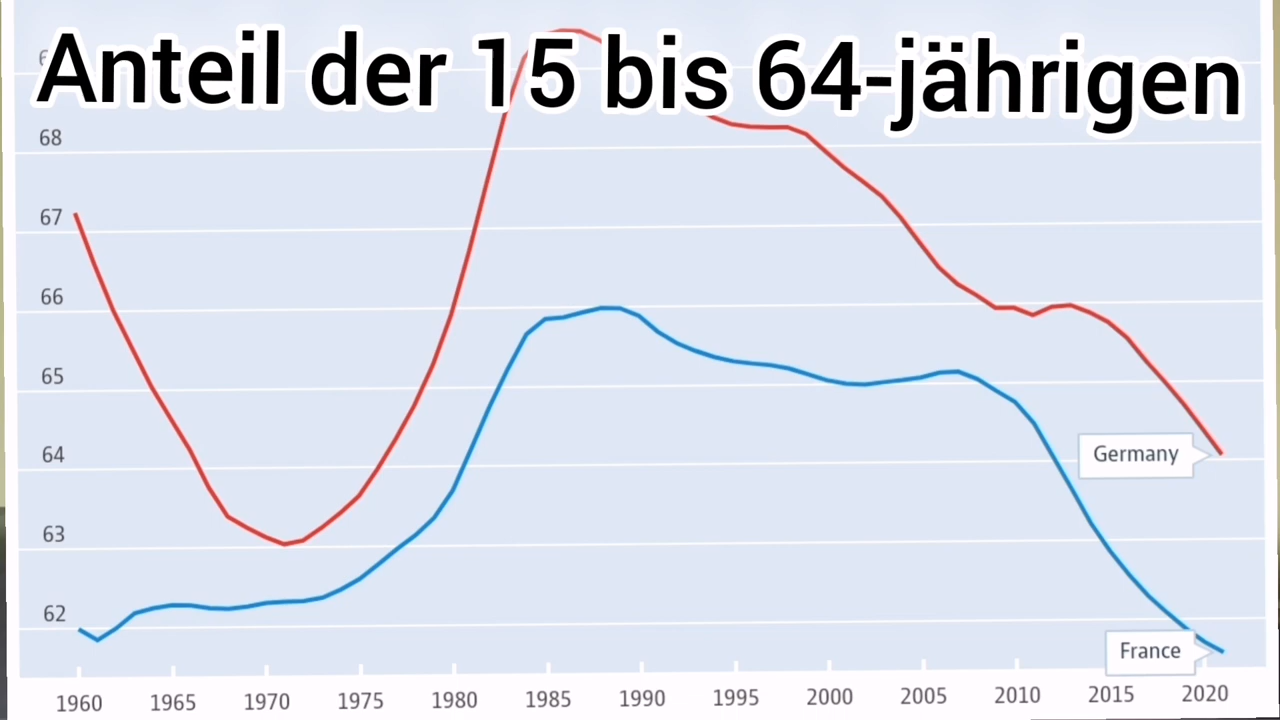 Anteil der 15 bis 64-jährigen
68
67
66
65
64
63
62
Germany
France
1960 1965 1970 1975 1980 1985 1990 1995 2000 2005 2010 2015 2020